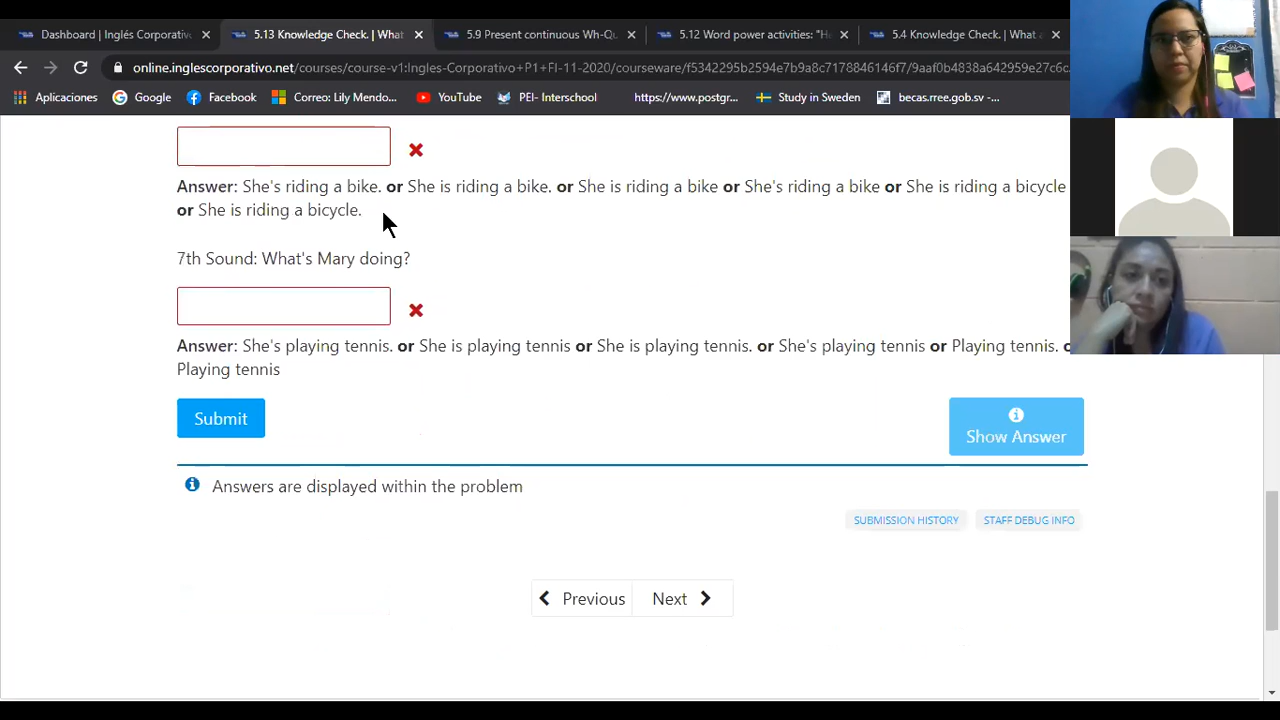 Dashboard | Inglés Corporativ
5.13 Knowledge Check. | What
5.9 Present continuous Wh-Qu
5.12 Word power activities: "H
5.4 Knowledge Check. | What a
online.inglescorporativo.net/courses/course-v1:Ingles-Corporativo+P1+FI-11-2020/courseware/f5342295b2594e7b9a8c7178846146f7/9aaf0b4838a642959e27c6c
Aplicaciones
Google
Facebook
Correo: Lily Mendo...
YouTube
PEI- Interschool
https://www.postgr...
Study in Sweden
becas.rree.gob.sv –...
Answer: She's riding a bike. or She is riding a bike. or She is riding a bike or She's riding a bike or She is riding a bicycle
or She is riding a bicycle.
7th Sound: What's Mary doing?
Answer: She's playing tennis. or She is playing tennis or She is playing tennis. or She's playing tennis or Playing tennis.
Playing tennis
Submit
Show Answer
Answers are displayed within the problem
SUBMISSION HISTORY
STAFF DEBUG INFO
Previous
Next